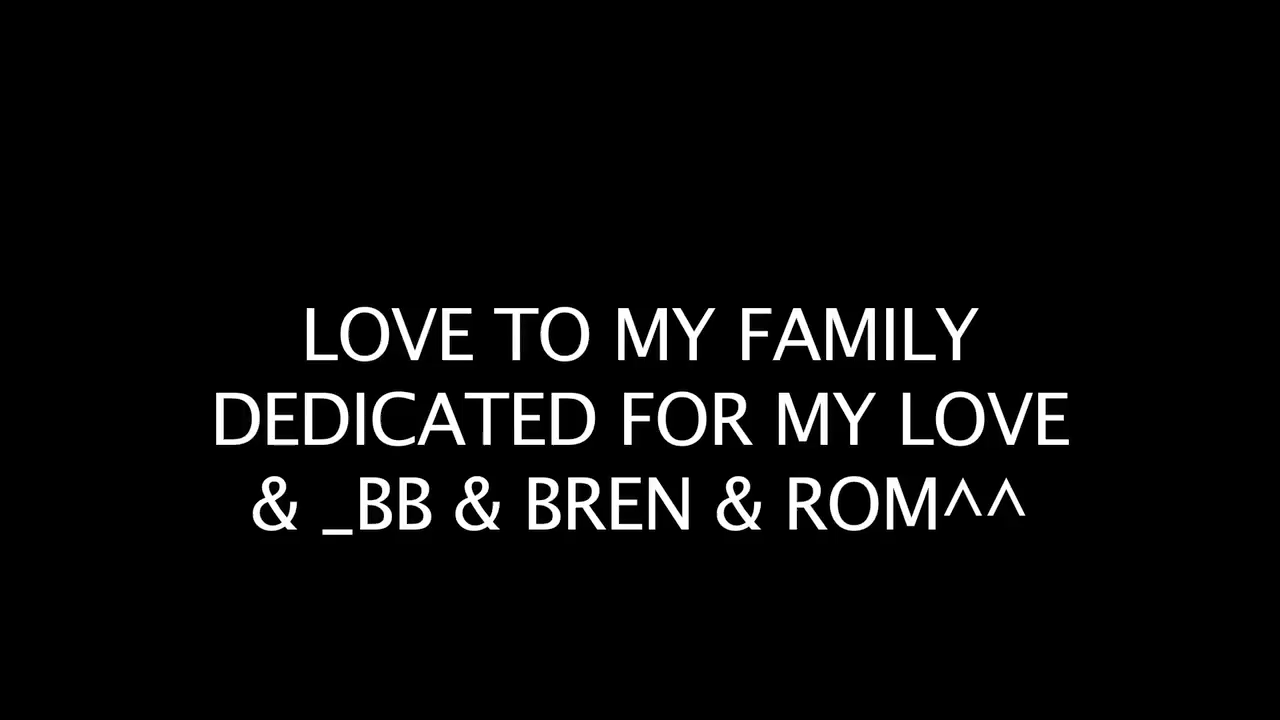 LOVE TO MY FAMILY
DEDICATED FOR MY LOVE
& _BB & BREN & ROM^^